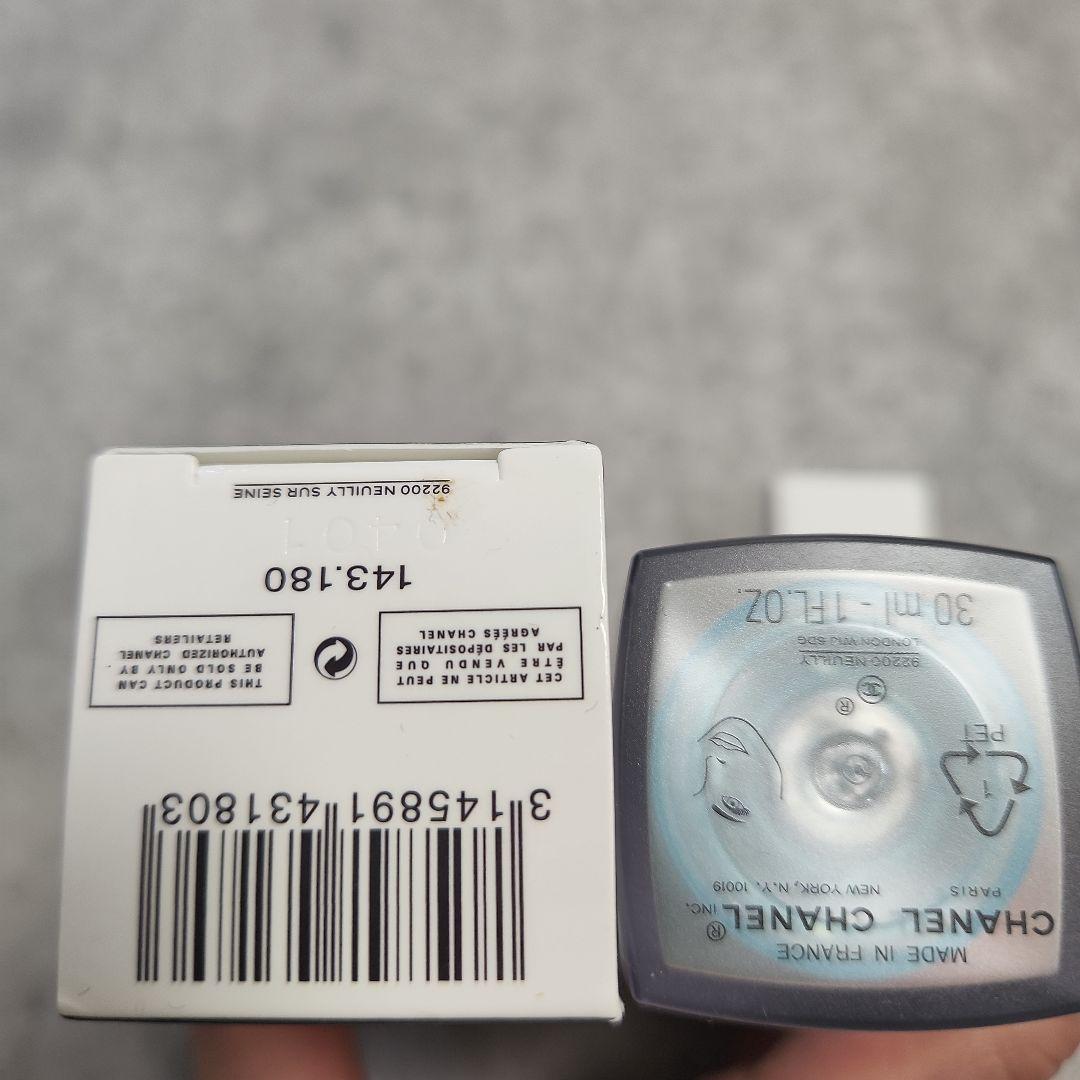 3 145891 431803
CET ARTICLE NE PEUT
ÊTRE VENDU QUE
PAR LES DÉPOSITAIRES
AGRÉÉS CHANEL
THIS PRODUCT CAN
BE SOLD ONLY BY
AUTHORIZED CHANEL
RETAILERS
143.180
0401
92200 NEUILLY SUR SEINE
MADE IN FRANCE
CHANEL CHANEL INC. ®
PARIS NEW YORK, N.Y. 10019
1
PET
®
92200 NEUILLY
LONDON W1J 6DG
30 ml - 1FL.OZ.